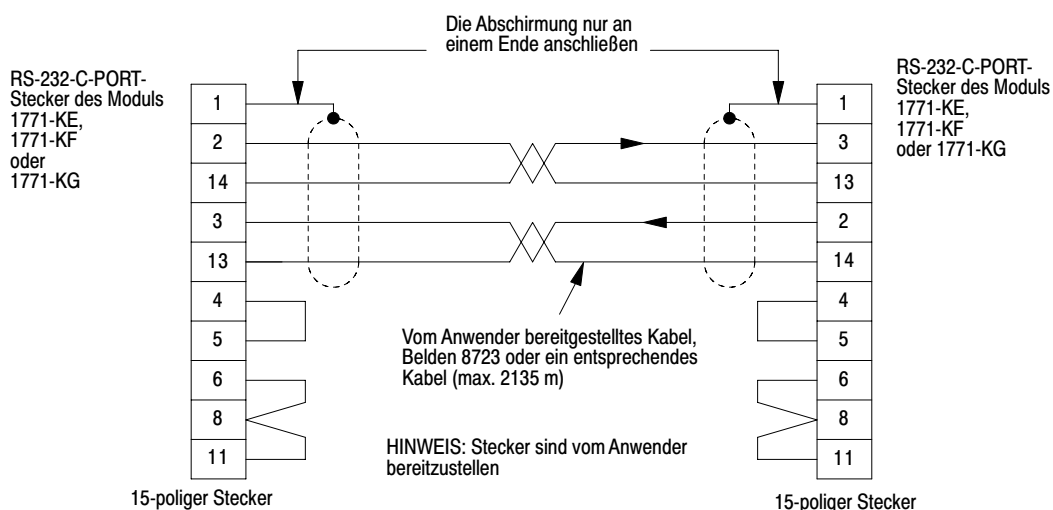 Die Abschirmung nur an
einem Ende anschließen
RS-232-C-PORT-
Stecker des Moduls
1771-KE,
1771-KF
oder
1771-KG
RS-232-C-PORT-
Stecker des Moduls
1771-KE,
1771-KF
oder 1771-KG
1
2
14
3
13
4
5
6
8
11
1
3
13
2
14
4
5
6
8
11
Vom Anwender bereitgestelltes Kabel,
Belden 8723 oder ein entsprechendes
Kabel (max. 2135 m)
HINWEIS: Stecker sind vom Anwender
bereitzustellen
15-poliger Stecker
15-poliger Stecker